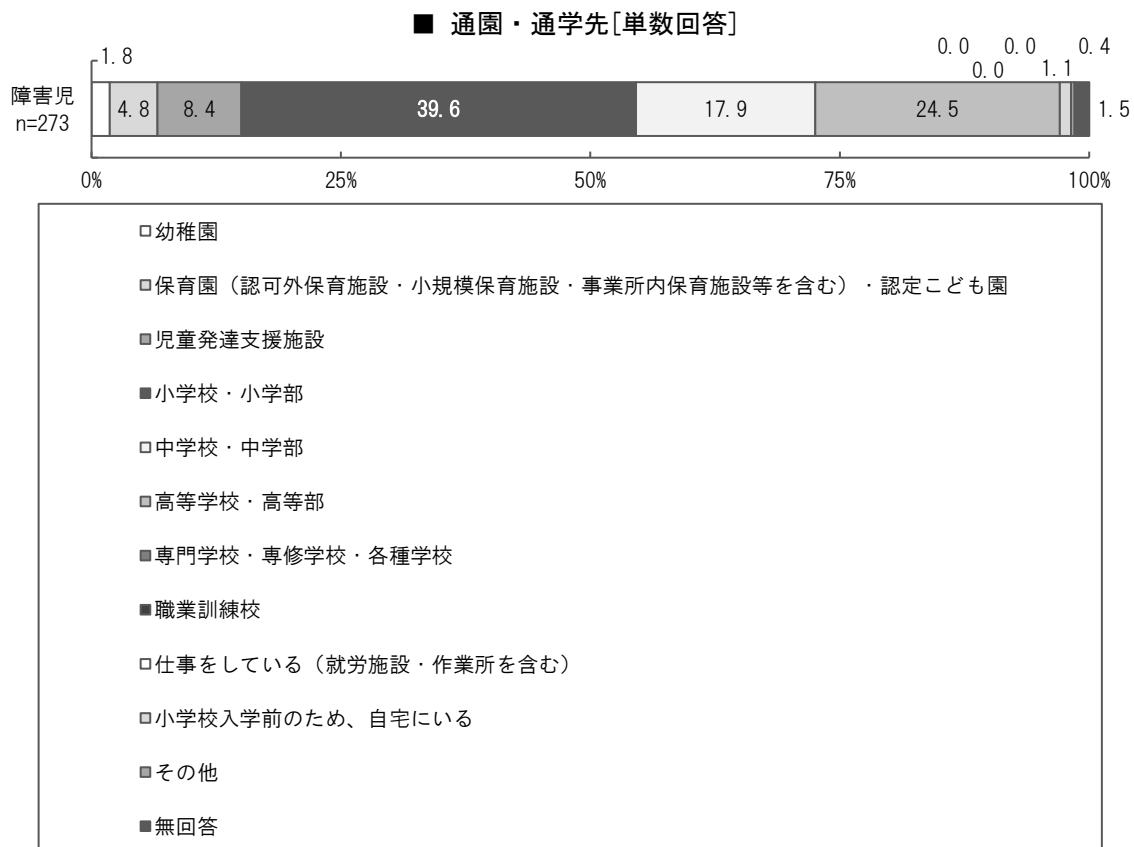 ■ 通園・通学先[単数回答]
0.0 0.0 0.4
1.8 0.0 1.1
障害児
n=273
4.8 8.4 39.6 17.9 24.5 1.5
0% 25% 50% 75% 100%
幼稚園
保育園（認可外保育施設・小規模保育施設・事業所内保育施設等を含む）・認定こども園
児童発達支援施設
小学校・小学部
中学校・中学部
高等学校・高等部
専門学校・専修学校・各種学校
職業訓練校
仕事をしている（就労施設・作業所を含む）
小学校入学前のため、自宅にいる
その他
無回答